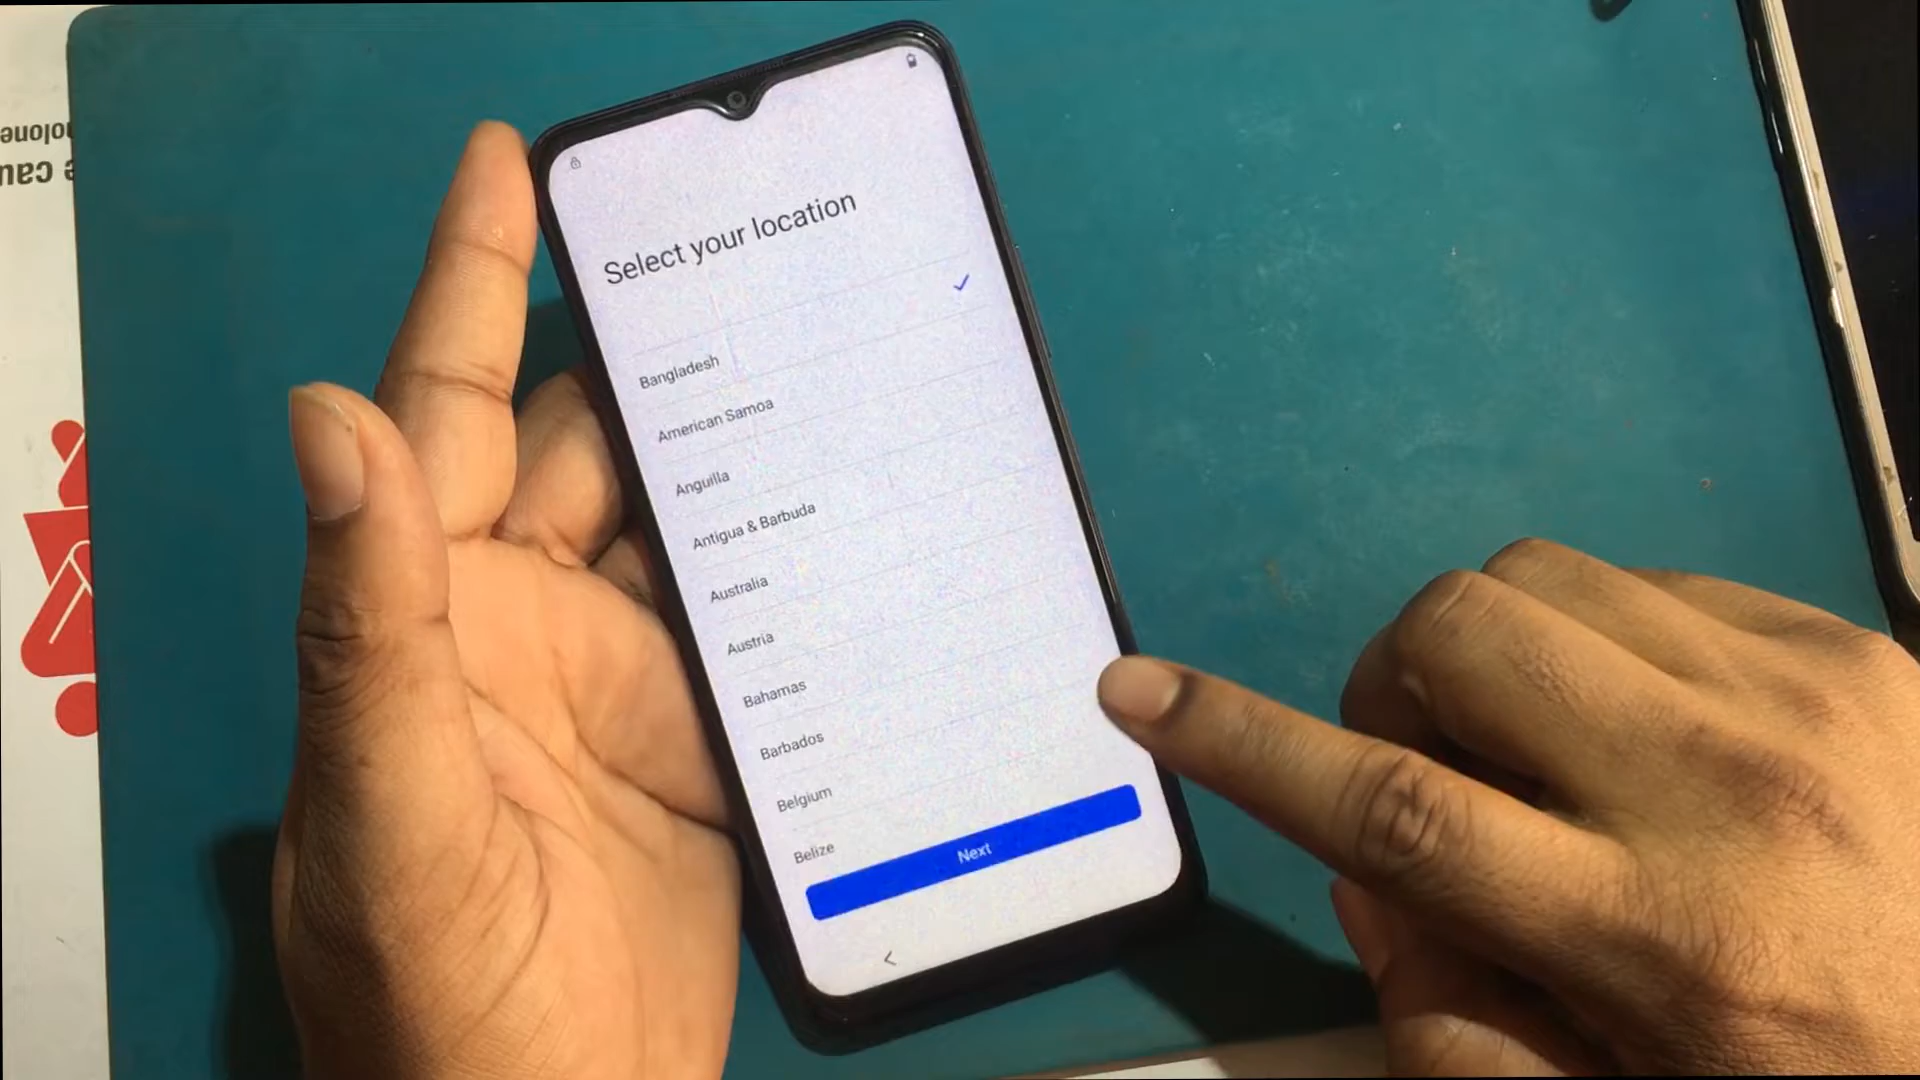 Select your location
Bangladesh
American Samoa
Anguilla
Antigua & Barbuda
Australia
Austria
Bahamas
Barbados
Belgium
Belize
Next